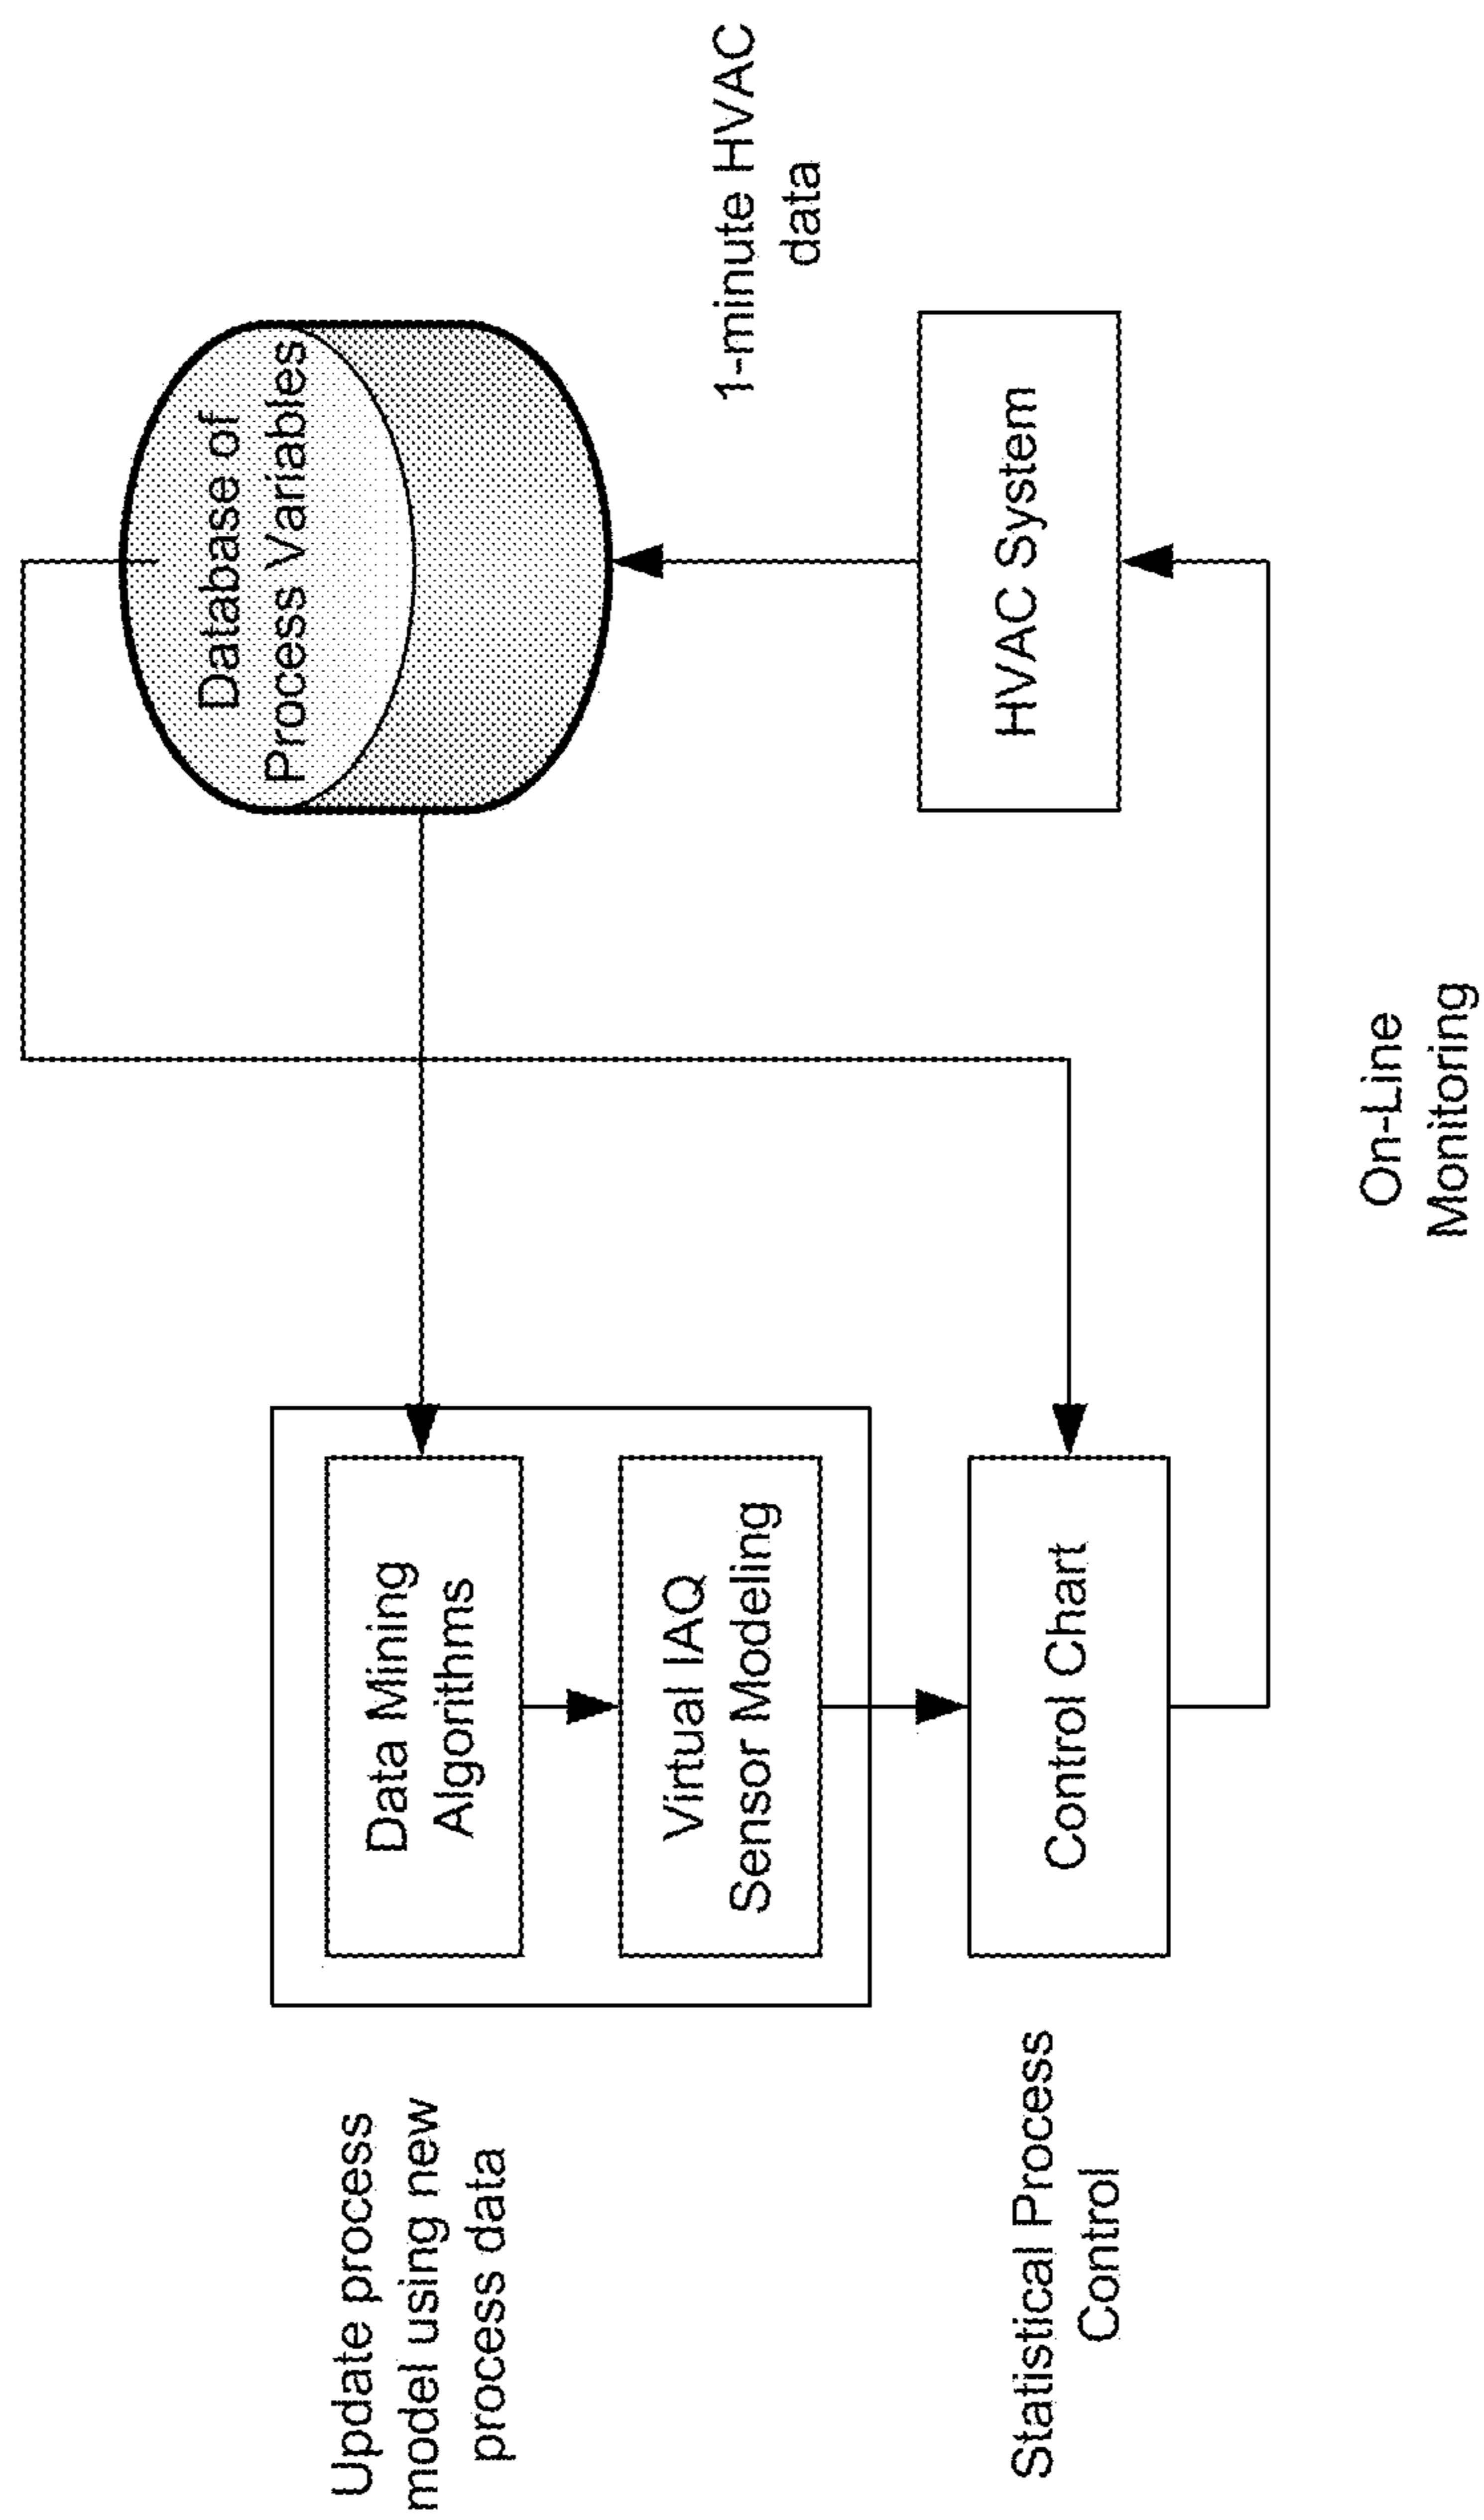 Update process
model using new
process data
Data Mining
Algorithms
Virtual IAQ
Sensor Modeling
Statistical Process
Control
Control Chart
Database of
Process Variables
1-minute HVAC
data
HVAC System
On-Line
Monitoring